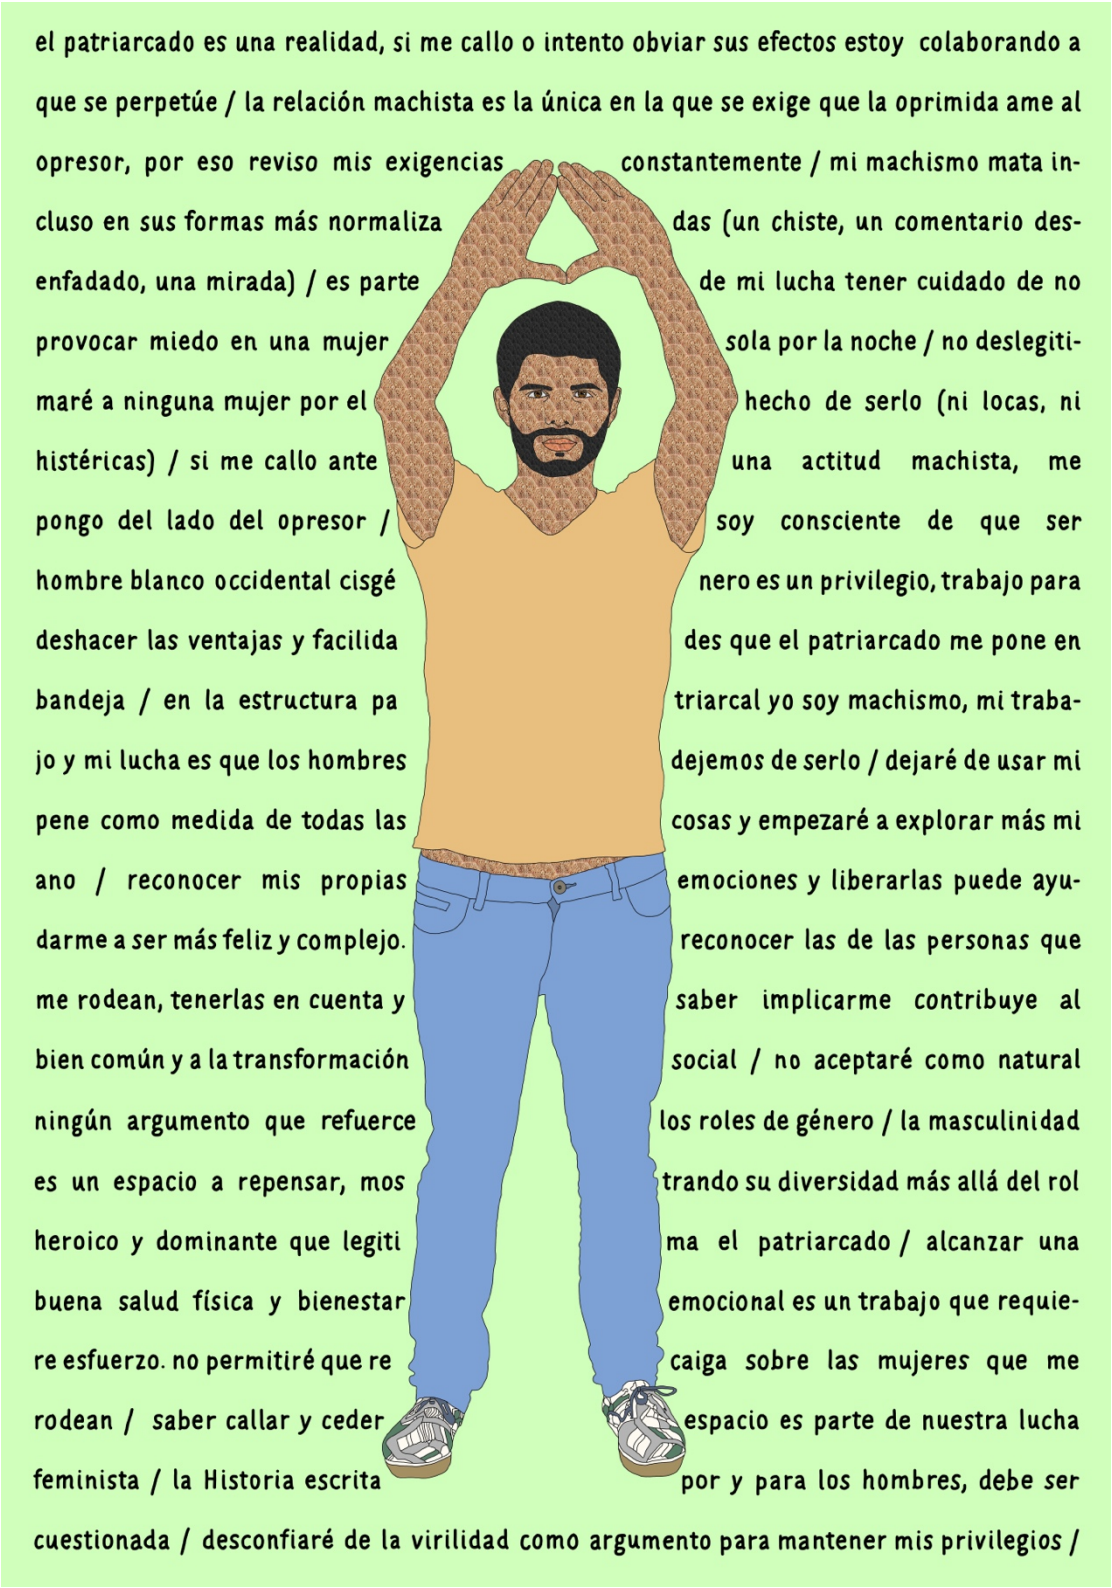 el patriarcado es una realidad, si me callo o intento obviar sus efectos estoy colaborando a
que se perpetúe / la relación machista es la única en la que se exige que la oprimida ame al
opresor, por eso reviso mis exigencias constantemente / mi machismo mata in-
cluso en sus formas más normaliza das (un chiste, un comentario des-
enfadado, una mirada) / es parte de mi lucha tener cuidado de no
provocar miedo en una mujer sola por la noche / no deslegiti-
maré a ninguna mujer por el hecho de serlo (ni locas, ni
histéricas) / si me callo ante una actitud machista, me
pongo del lado del opresor / soy consciente de que ser
hombre blanco occidental cisgé nero es un privilegio, trabajo para
deshacer las ventajas y facilida des que el patriarcado me pone en
bandeja / en la estructura pa triarcal yo soy machismo, mi traba-
jo y mi lucha es que los hombres dejemos de serlo / dejaré de usar mi
pene como medida de todas las cosas y empezaré a explorar más mi
ano / reconocer mis propias emociones y liberarlas puede ayu-
darme a ser más feliz y complejo. reconocer las de las personas que
me rodean, tenerlas en cuenta y saber implicarme contribuye al
bien común y a la transformación social / no aceptaré como natural
ningún argumento que refuerce los roles de género / la masculinidad
es un espacio a repensar, mos trando su diversidad más allá del rol
heroico y dominante que legiti ma el patriarcado / alcanzar una
buena salud física y bienestar emocional es un trabajo que requie-
re esfuerzo. no permitiré que re caiga sobre las mujeres que me
rodean / saber callar y ceder espacio es parte de nuestra lucha
feminista / la Historia escrita por y para los hombres, debe ser
cuestionada / desconfiaré de la virilidad como argumento para mantener mis privilegios /